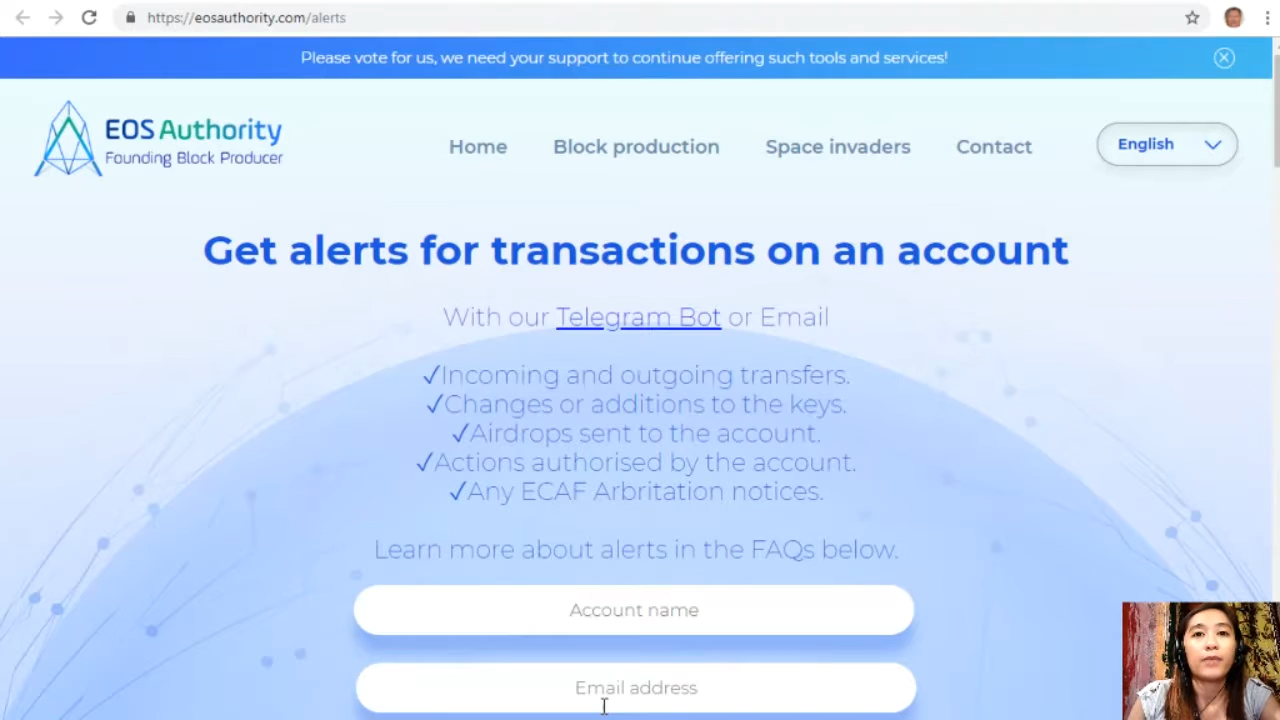 https://eosauthority.com/alerts
Please vote for us, we need your support to continue offering such tools and services!
EOS Authority
Founding Block Producer
Home
Block production
Space invaders
Contact
English
Get alerts for transactions on an account
With our Telegram Bot or Email
✓Incoming and outgoing transfers.
✓Changes or additions to the keys.
✓Airdrops sent to the account.
✓Actions authorised by the account.
✓Any ECAF Arbritation notices.
Learn more about alerts in the FAQs below.
Account name
Email address